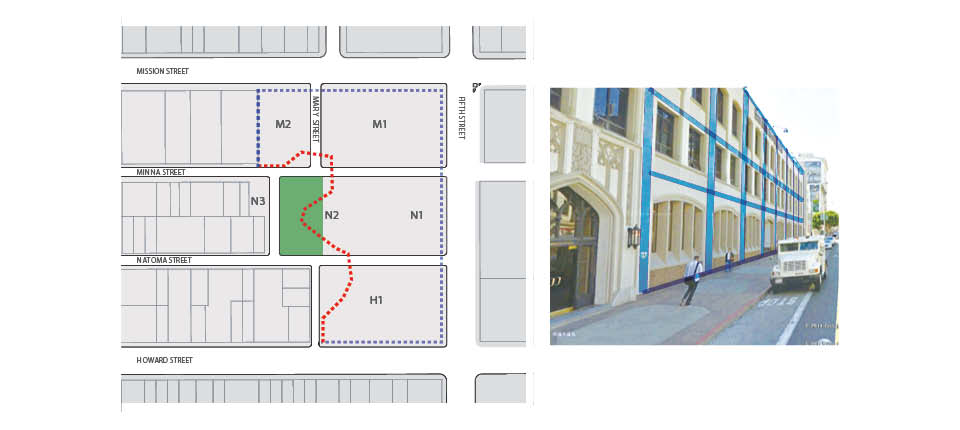 MISSION STREET
M2
MARY STREET
M1
FIFTH STREET
MINNA STREET
N3
N2
N1
NATOMA STREET
H1
HOWARD STREET
STOP